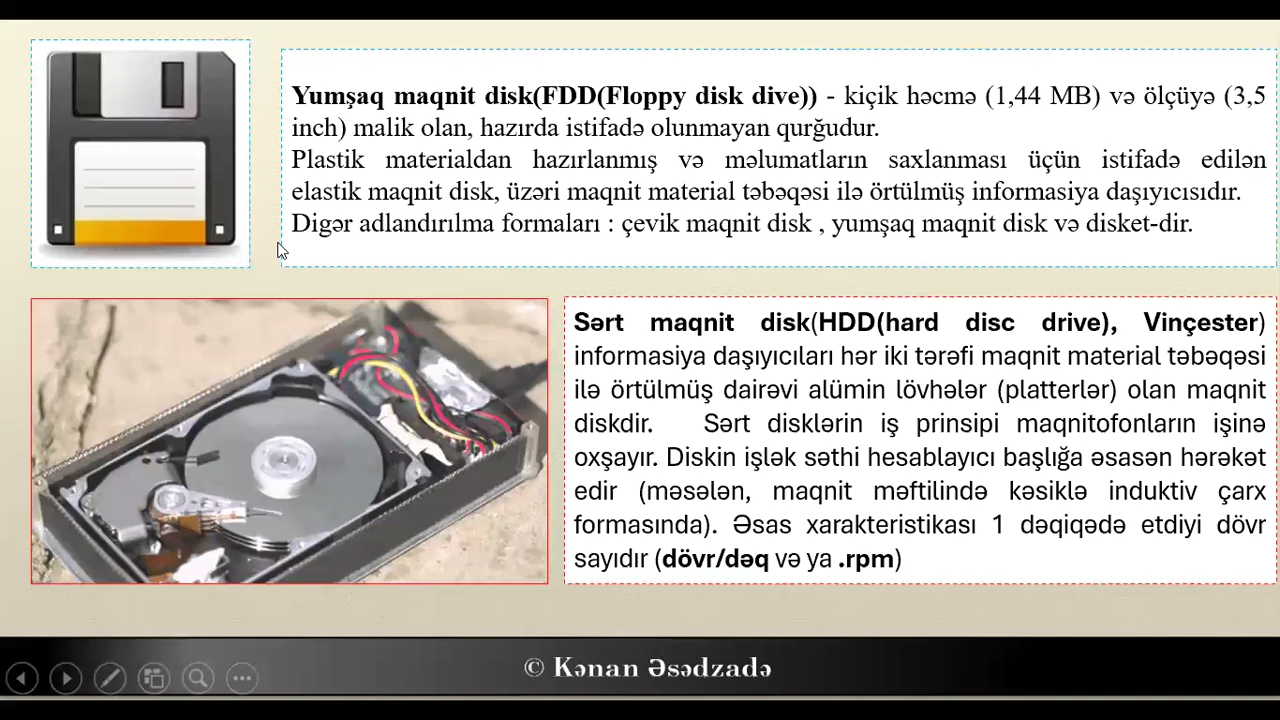 Yumşaq maqnit disk(FDD(Floppy disk dive)) - kiçik həcmə (1,44 MB) və ölçüyə (3,5
inch) malik olan, hazırda istifadə olunmayan qurğudur.
Plastik materialdan hazırlanmış və məlumatların saxlanması üçün istifadə edilən
elastik maqnit disk, üzəri maqnit material təbəqəsi ilə örtülmüş informasiya daşıyıcısıdır.
Digər adlandırılma formaları : çevik maqnit disk , yumşaq maqnit disk və disket-dir.
Sərt maqnit disk(HDD(hard disc drive), Vinçester)
informasiya daşıyıcıları hər iki tərəfi maqnit material təbəqəsi
ilə örtülmüş dairəvi alümin lövhələr (platterlər) olan maqnit
diskdir. Sərt disklərin iş prinsipi maqnitofonların işinə
oxşayır. Diskin işlək səthi hesablayıcı başlığa əsasən hərəkət
edir (məsələn, maqnit məftilində kəsiklə induktiv çarx
formasında). Əsas xarakteristikası 1 dəqiqədə etdiyi dövr
sayıdır (dövr/dəq və ya .rpm)
© Kənan Əsədzadə